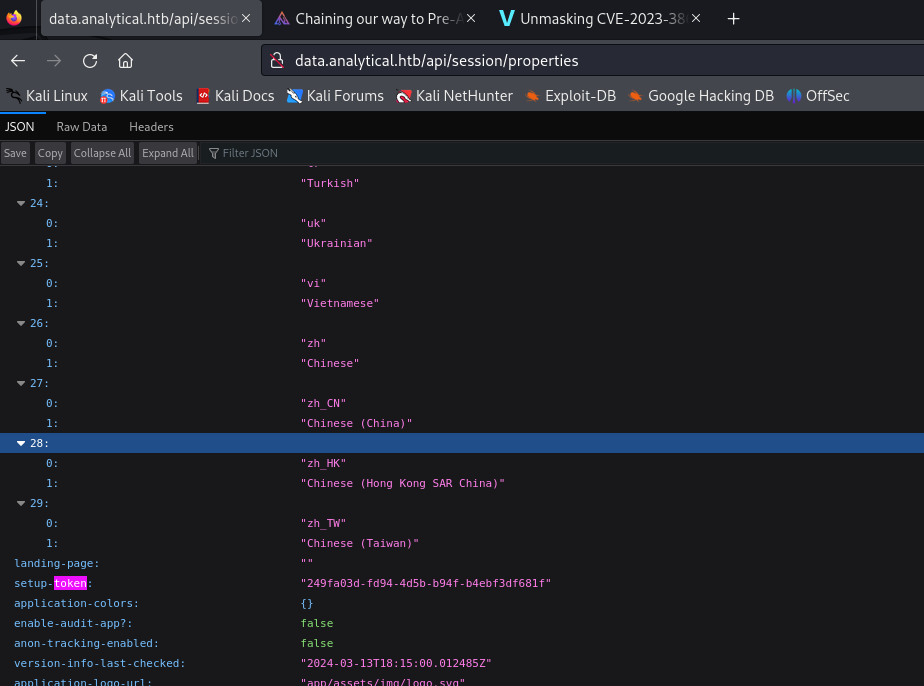 data.analytical.htb/api/sessio
Chaining our way to Pre-A
Unmasking CVE-2023-38
data.analytical.htb/api/session/properties
Kali Linux Kali Tools Kali Docs Kali Forums Kali NetHunter Exploit-DB Google Hacking DB OffSec
JSON Raw Data Headers
Save Copy Collapse All Expand All Filter JSON
1: "Turkish"
24:
0: "uk"
1: "Ukrainian"
25:
0: "vi"
1: "Vietnamese"
26:
0: "zh"
1: "Chinese"
27:
0: "zh_CN"
1: "Chinese (China)"
28:
0: "zh_HK"
1: "Chinese (Hong Kong SAR China)"
29:
0: "zh_TW"
1: "Chinese (Taiwan)"
landing-page: ""
setup-token: "249fa03d-fd94-4d5b-b94f-b4ebf3df681f"
application-colors: {}
enable-audit-app?: false
anon-tracking-enabled: false
version-info-last-checked: "2024-03-13T18:15:00.012485Z"
application-logo-url: "app/assets/img/logo.svg"